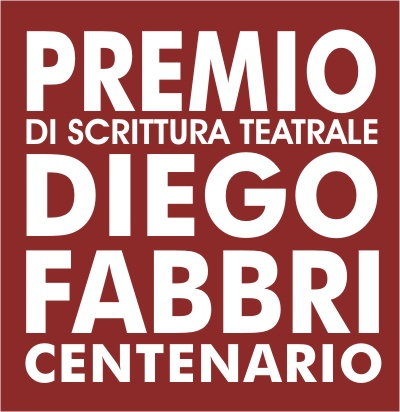 PREMIO
DI SCRITTURA TEATRALE
DIEGO
FABBRI
CENTENARIO